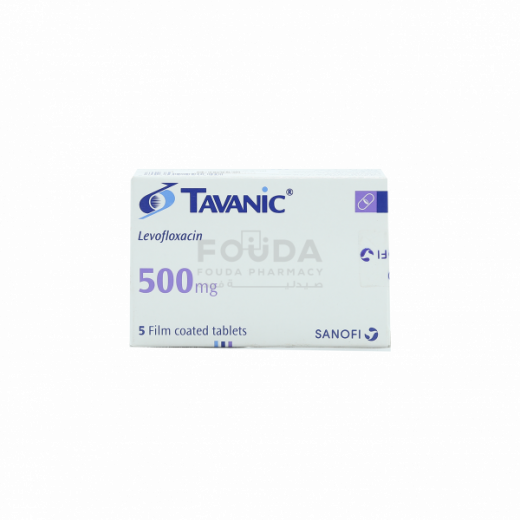 TAVANIC®
Levofloxacin
FOUDA
FOUDA PHARMACY
500mg
5 Film coated tablets
SANOFI